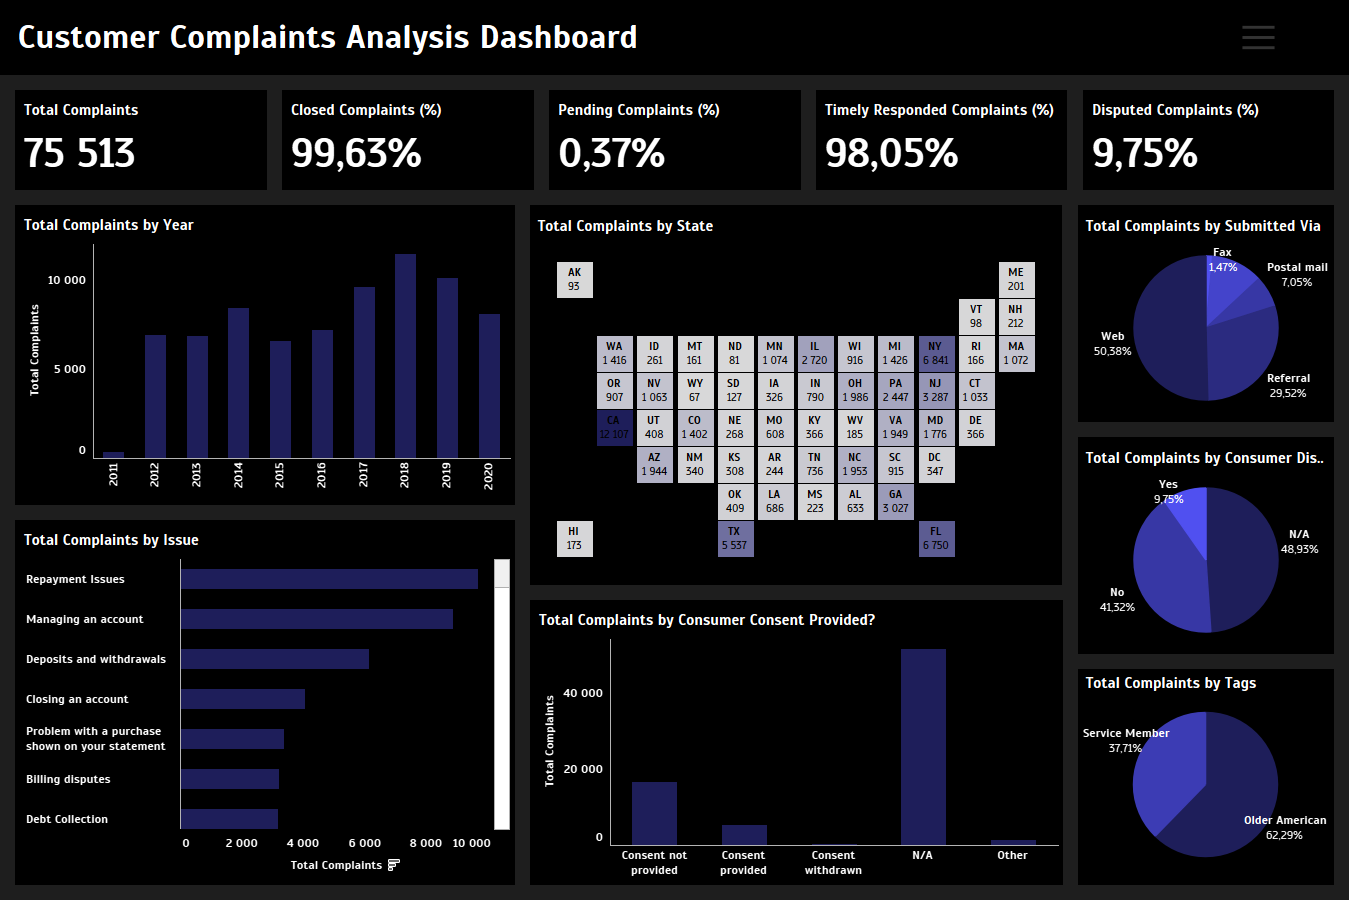 Customer Complaints Analysis Dashboard
Total Complaints
75 513
Closed Complaints (%)
99,63%
Pending Complaints (%)
0,37%
Timely Responded Complaints (%)
98,05%
Disputed Complaints (%)
9,75%
Total Complaints by Year
Total Complaints
10 000
5 000
0
2011
2012
2013
2014
2015
2016
2017
2018
2019
2020
Total Complaints by Issue
Repayment Issues
Managing an account
Deposits and withdrawals
Closing an account
Problem with a purchase
shown on your statement
Billing disputes
Debt Collection
0
2 000
4 000
6 000
8 000
10 000
Total Complaints
Total Complaints by State
AK
93
ME
201
VT
98
NH
212
WA
1 416
ID
261
MT
161
ND
81
MN
1 074
IL
2 720
WI
916
MI
1 426
NY
6 841
RI
166
MA
1 072
OR
907
NV
1 063
WY
67
SD
127
IA
326
IN
790
OH
1 986
PA
2 447
NJ
3 287
CT
1 033
CA
12 107
UT
408
CO
1 402
NE
268
MO
608
KY
366
WV
185
VA
1 949
MD
1 776
DE
366
AZ
1 944
NM
340
KS
308
AR
244
TN
736
NC
1 953
SC
915
DC
347
OK
409
LA
686
MS
223
AL
633
GA
3 027
HI
173
TX
5 537
FL
6 750
Total Complaints by Consumer Consent Provided?
Total Complaints
40 000
20 000
0
Consent not
provided
Consent
provided
Consent
withdrawn
N/A
Other
Total Complaints by Submitted Via
Fax
1,47%
Postal mail
7,05%
Web
50,38%
Referral
29,52%
Total Complaints by Consumer Dis..
Yes
9,75%
N/A
48,93%
No
41,32%
Total Complaints by Tags
Service Member
37,71%
Older American
62,29%